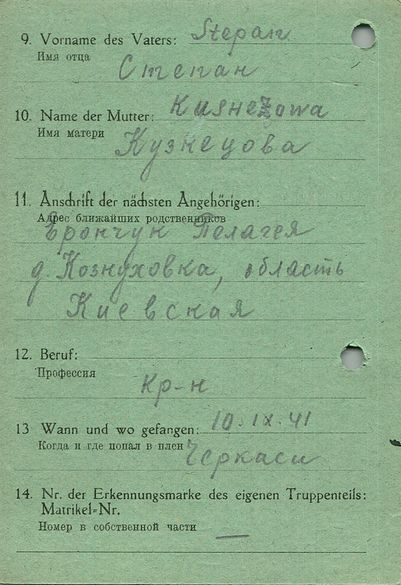 9. Vorname des Vaters: Stepan
Имя отца
Степан
10. Name der Mutter: Kusnezowa
Имя матери
Кузнецова
11. Anschrift der nächsten Angehörigen:
Адрес ближайших родственников
Пелагея
д. Козную́ховка, область
Киевская
12. Beruf:
Профессия
кр-н
13 Wann und wo gefangen: 10.IX.41
Когда и где попал в плен
Черкаси
14. Nr. der Erkennungsmarke des eigenen Truppenteils:
Matrikel-Nr.
Номер в собственной части —